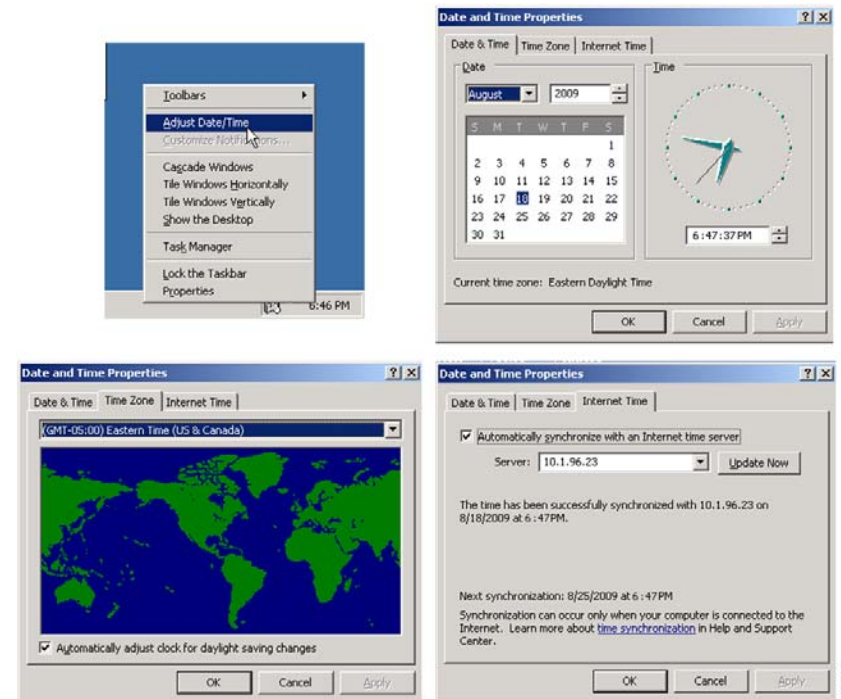 Toolbars
Adjust Date/Time
Customize Notifications...
Cascade Windows
Tile Windows Horizontally
Tile Windows Vertically
Show the Desktop
Task Manager
Lock the Taskbar
Properties
6:46 PM
Date and Time Properties
Date & Time Time Zone Internet Time
Date
Time
August 2009
S M T W T F S
1
2 3 4 5 6 7 8
9 10 11 12 13 14 15
16 17 18 19 20 21 22
23 24 25 26 27 28 29
30 31
6:47:37 PM
Current time zone: Eastern Daylight Time
OK Cancel Apply
Date and Time Properties
Date & Time Time Zone Internet Time
(GMT-05:00) Eastern Time (US & Canada)
Automatically adjust clock for daylight saving changes
OK Cancel Apply
Date and Time Properties
Date & Time Time Zone Internet Time
Automatically synchronize with an Internet time server
Server: 10.1.96.23 Update Now
The time has been successfully synchronized with 10.1.96.23 on
8/18/2009 at 6:47PM.
Next synchronization: 8/25/2009 at 6:47PM
Synchronization can occur only when your computer is connected to the
Internet. Learn more about time synchronization in Help and Support
Center.
OK Cancel Apply